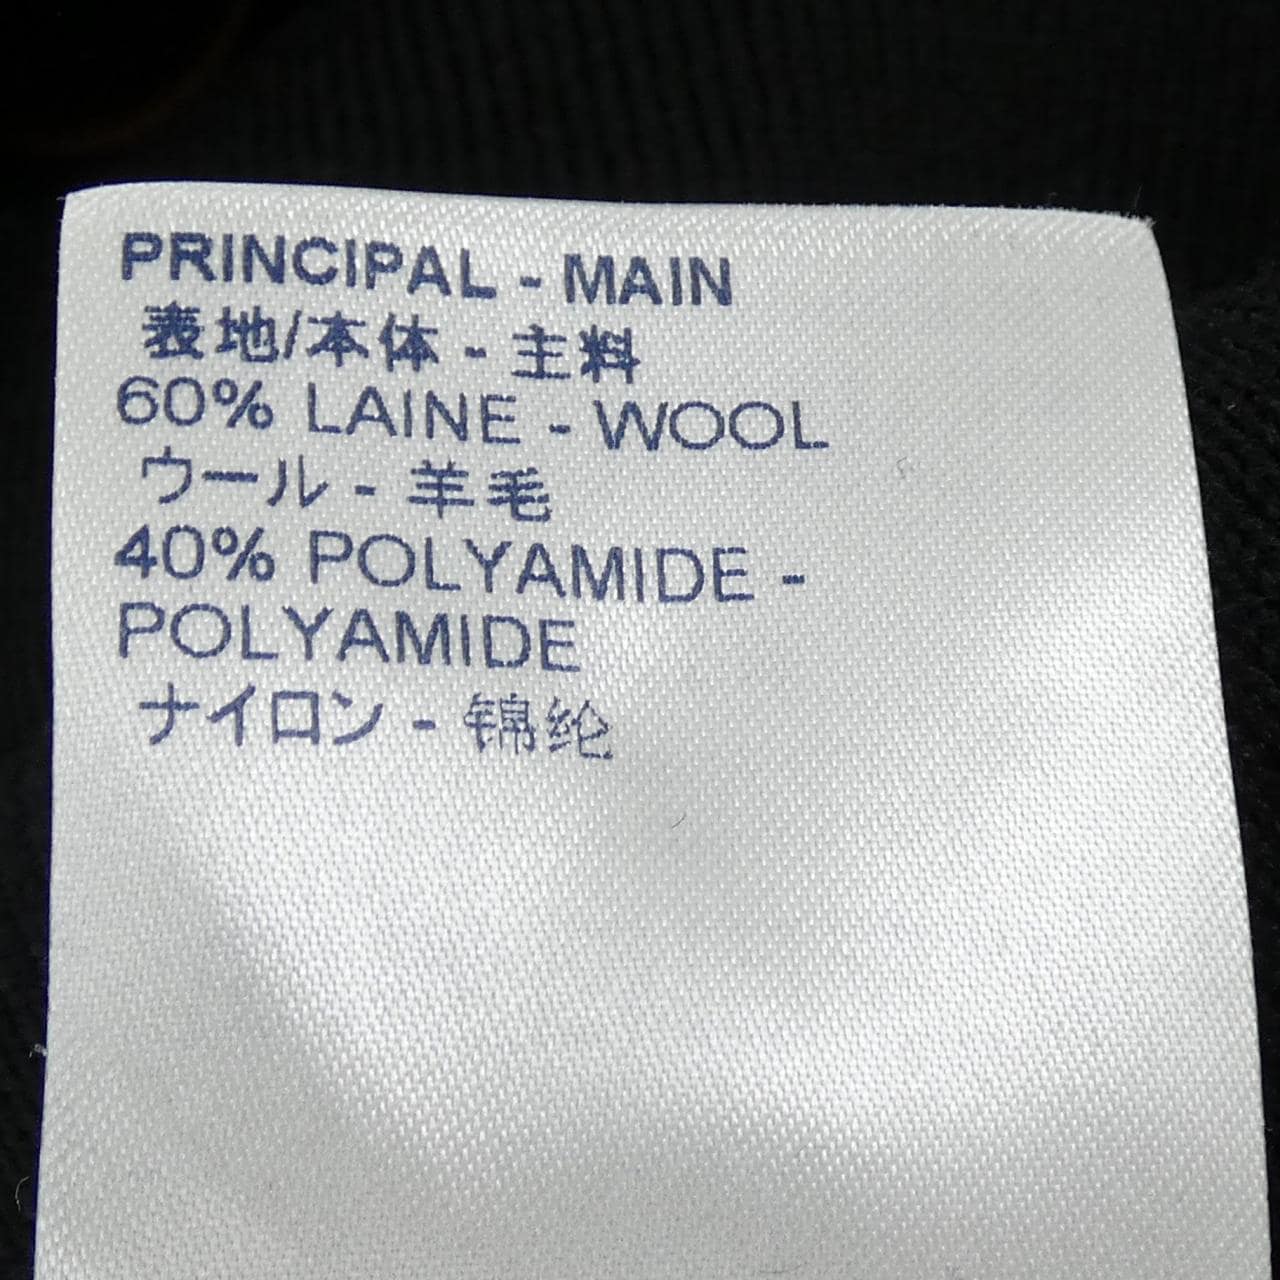 PRINCIPAL - MAIN
表地/本体 - 主料
60% LAINE - WOOL
ウール - 羊毛
40% POLYAMIDE -
POLYAMIDE
ナイロン - 锦纶